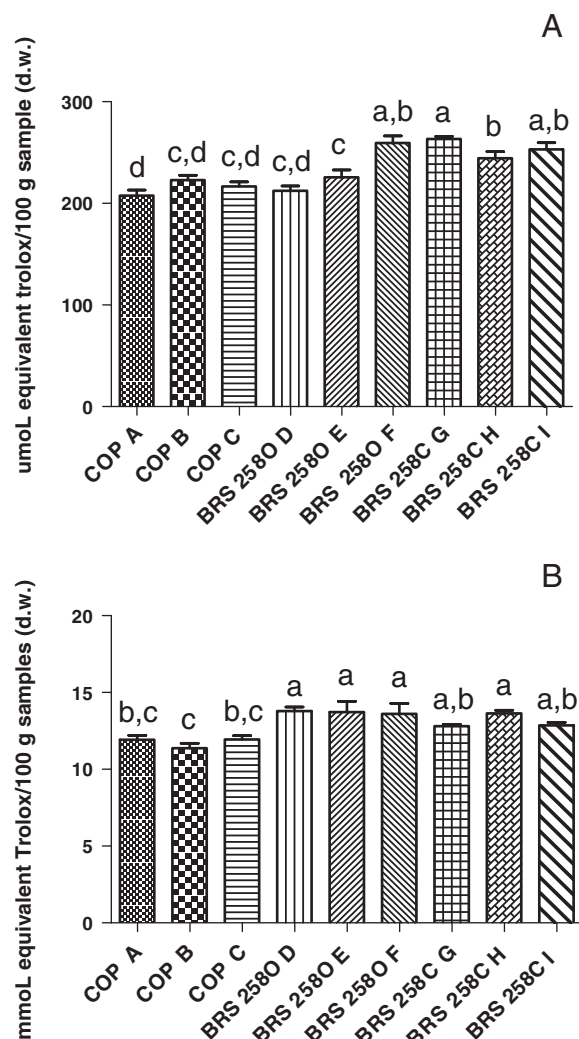 A
umoL equivalent trolox/100 g sample (d.w.)
300
200
100
0
d
c,d
c,d
c,d
c
a,b
a
b
a,b
COP A
COP B
COP C
BRS 258O D
BRS 258O E
BRS 258O F
BRS 258C G
BRS 258C H
BRS 258C I
B
mmoL equivalent Trolox/100 g samples (d.w.)
20
15
10
5
0
b,c
c
b,c
a
a
a
a,b
a
a,b
COP A
COP B
COP C
BRS 258O D
BRS 258O E
BRS 258O F
BRS 258C G
BRS 258C H
BRS 258C I